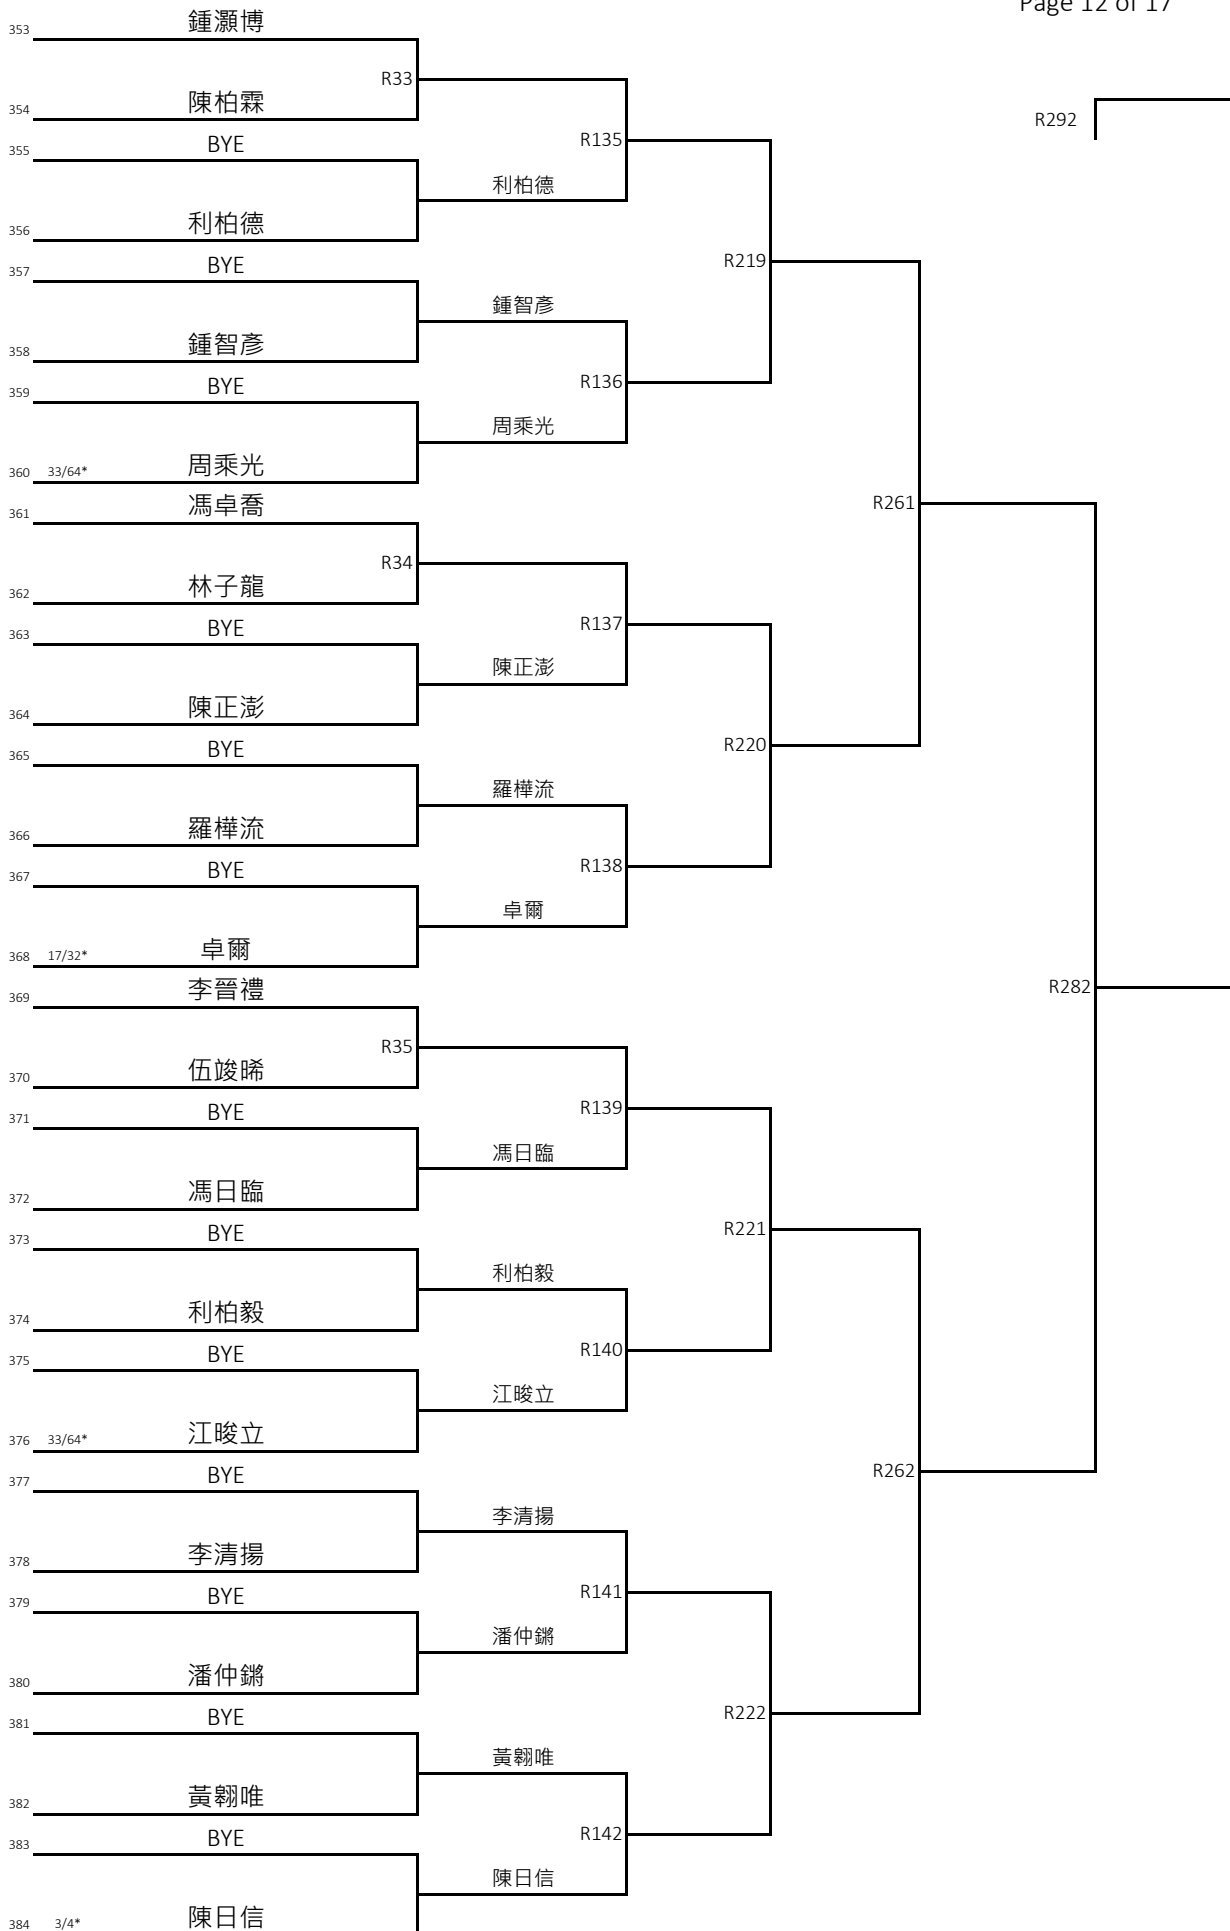 Page 12 of 17
353 鍾灝博
R33
354 陳柏霖
R292
355 BYE
R135
利柏德
356 利柏德
357 BYE
R219
鍾智彥
358 鍾智彥
R136
359 BYE
周乘光
360 33/64* 周乘光
361 馮卓喬
R261
R34
362 林子龍
363 BYE
R137
陳正澎
364 陳正澎
365 BYE
R220
羅樺流
366 羅樺流
R138
367 BYE
卓爾
368 17/32* 卓爾
R282
369 李晉禮
R35
370 伍竣晞
371 BYE
R139
馮日臨
372 馮日臨
373 BYE
R221
利柏毅
374 利柏毅
R140
375 BYE
江晙立
376 33/64* 江晙立
377 BYE
R262
李清揚
378 李清揚
379 BYE
R141
潘仲鏘
380 潘仲鏘
381 BYE
R222
黃翱唯
382 黃翱唯
383 BYE
R142
陳日信
384 3/4* 陳日信